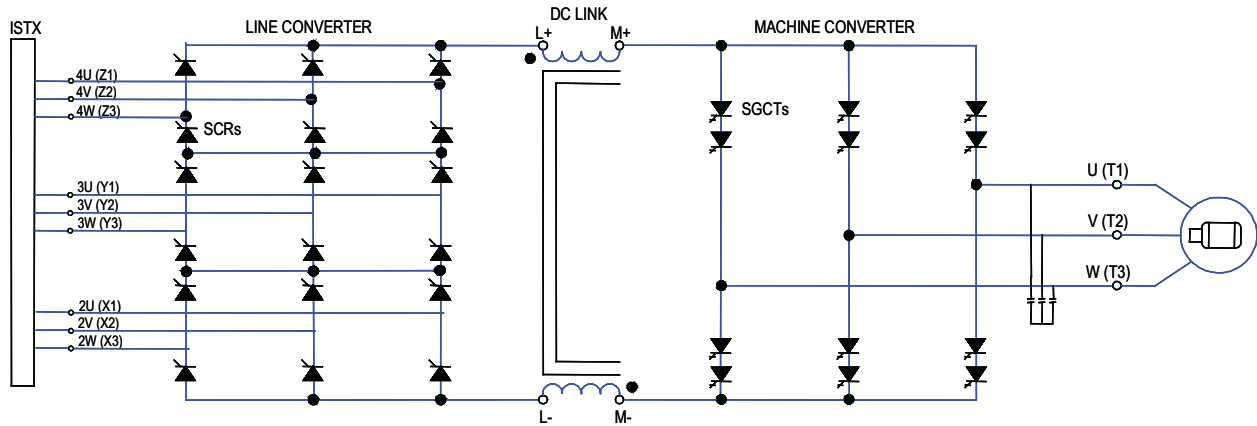 ISTX
LINE CONVERTER
DC LINK
L+
M+
MACHINE CONVERTER
4U (Z1)
4V (Z2)
4W (Z3)
SCRs
SGCTs
3U (Y1)
3V (Y2)
3W (Y3)
U (T1)
V (T2)
W (T3)
2U (X1)
2V (X2)
2W (X3)
L-
M-